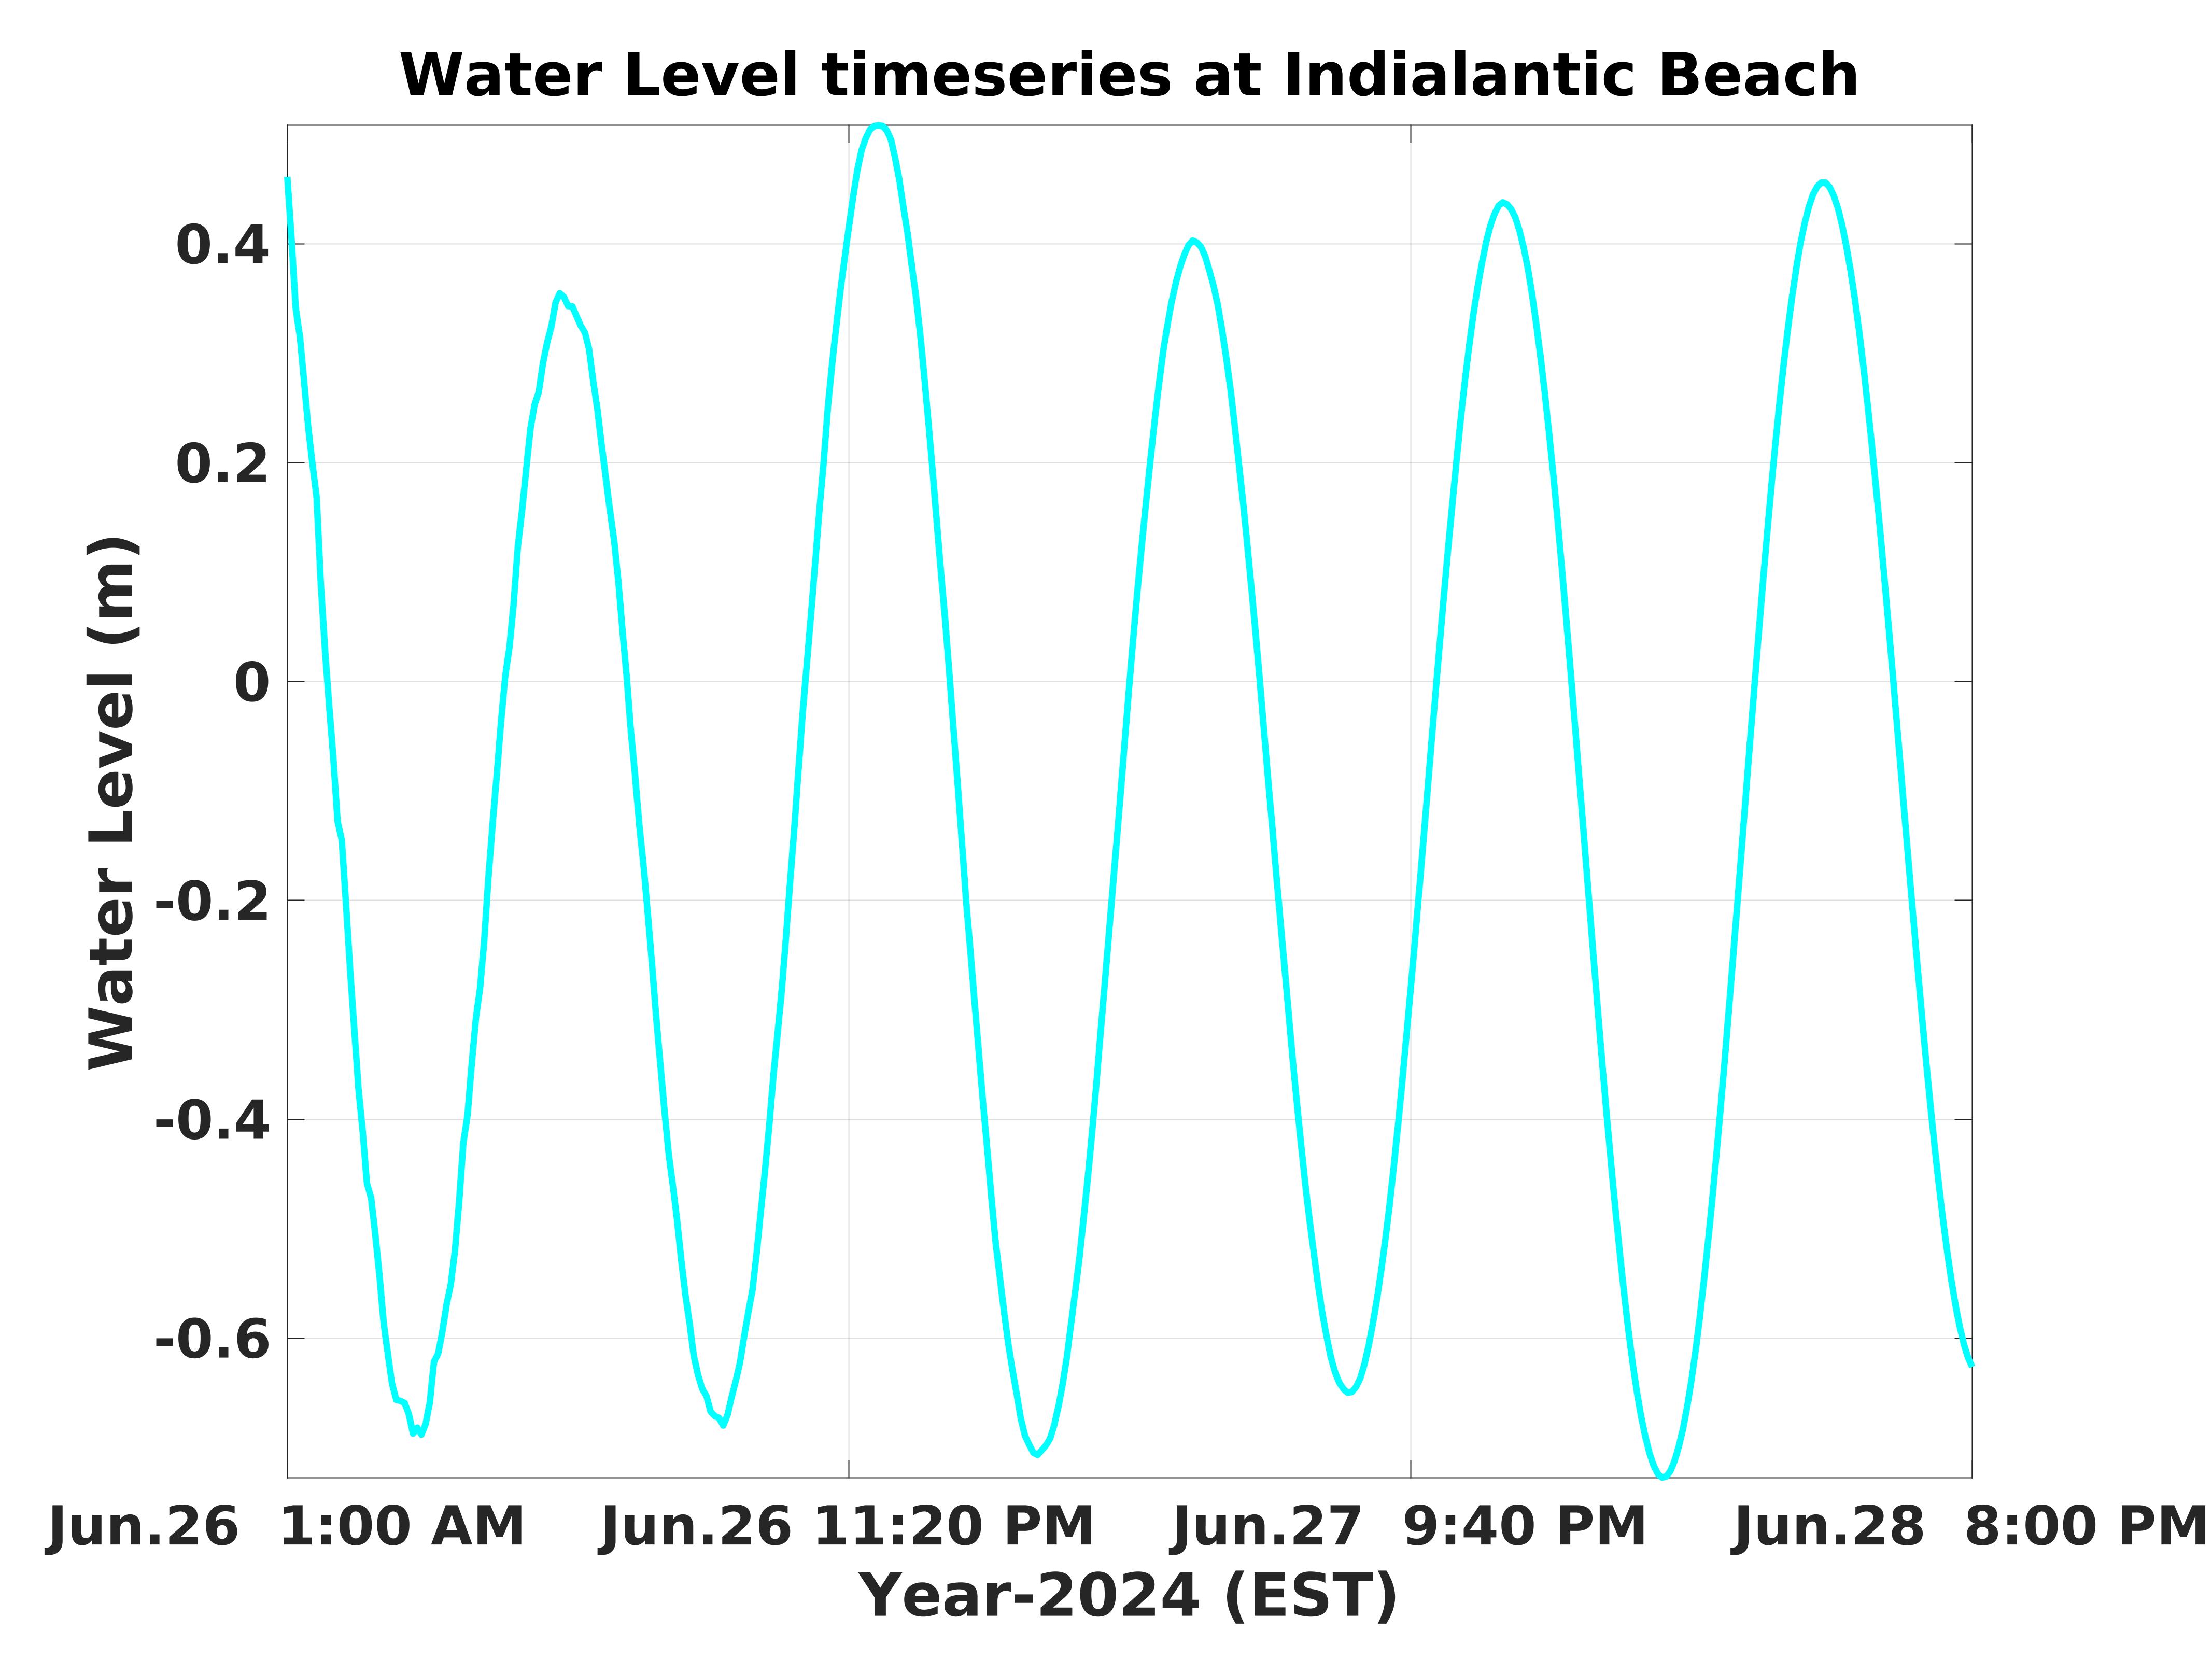 Water Level timeseries at Indialantic Beach
Water Level (m)
0.4
0.2
0
-0.2
-0.4
-0.6
Jun.26 1:00 AM
Jun.26 11:20 PM
Jun.27 9:40 PM
Jun.28 8:00 PM
Year-2024 (EST)